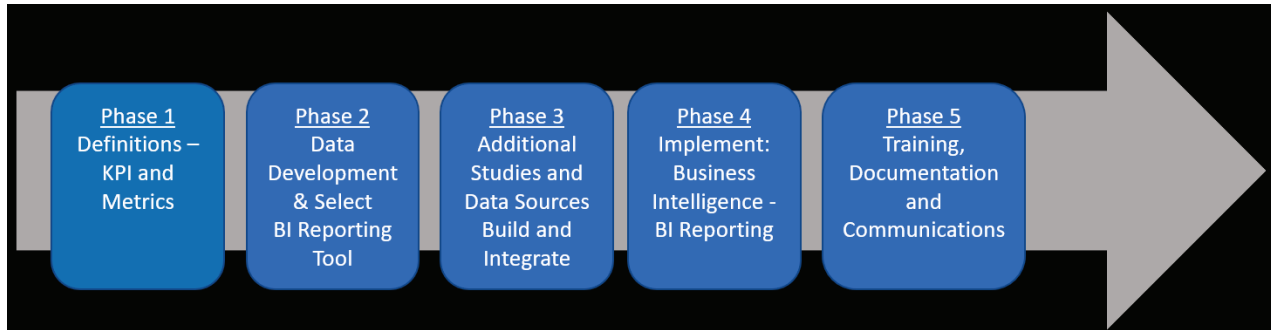 Phase 1
Definitions –
KPI and
Metrics
Phase 2
Data
Development
& Select
BI Reporting
Tool
Phase 3
Additional
Studies and
Data Sources
Build and
Integrate
Phase 4
Implement:
Business
Intelligence -
BI Reporting
Phase 5
Training,
Documentation
and
Communications